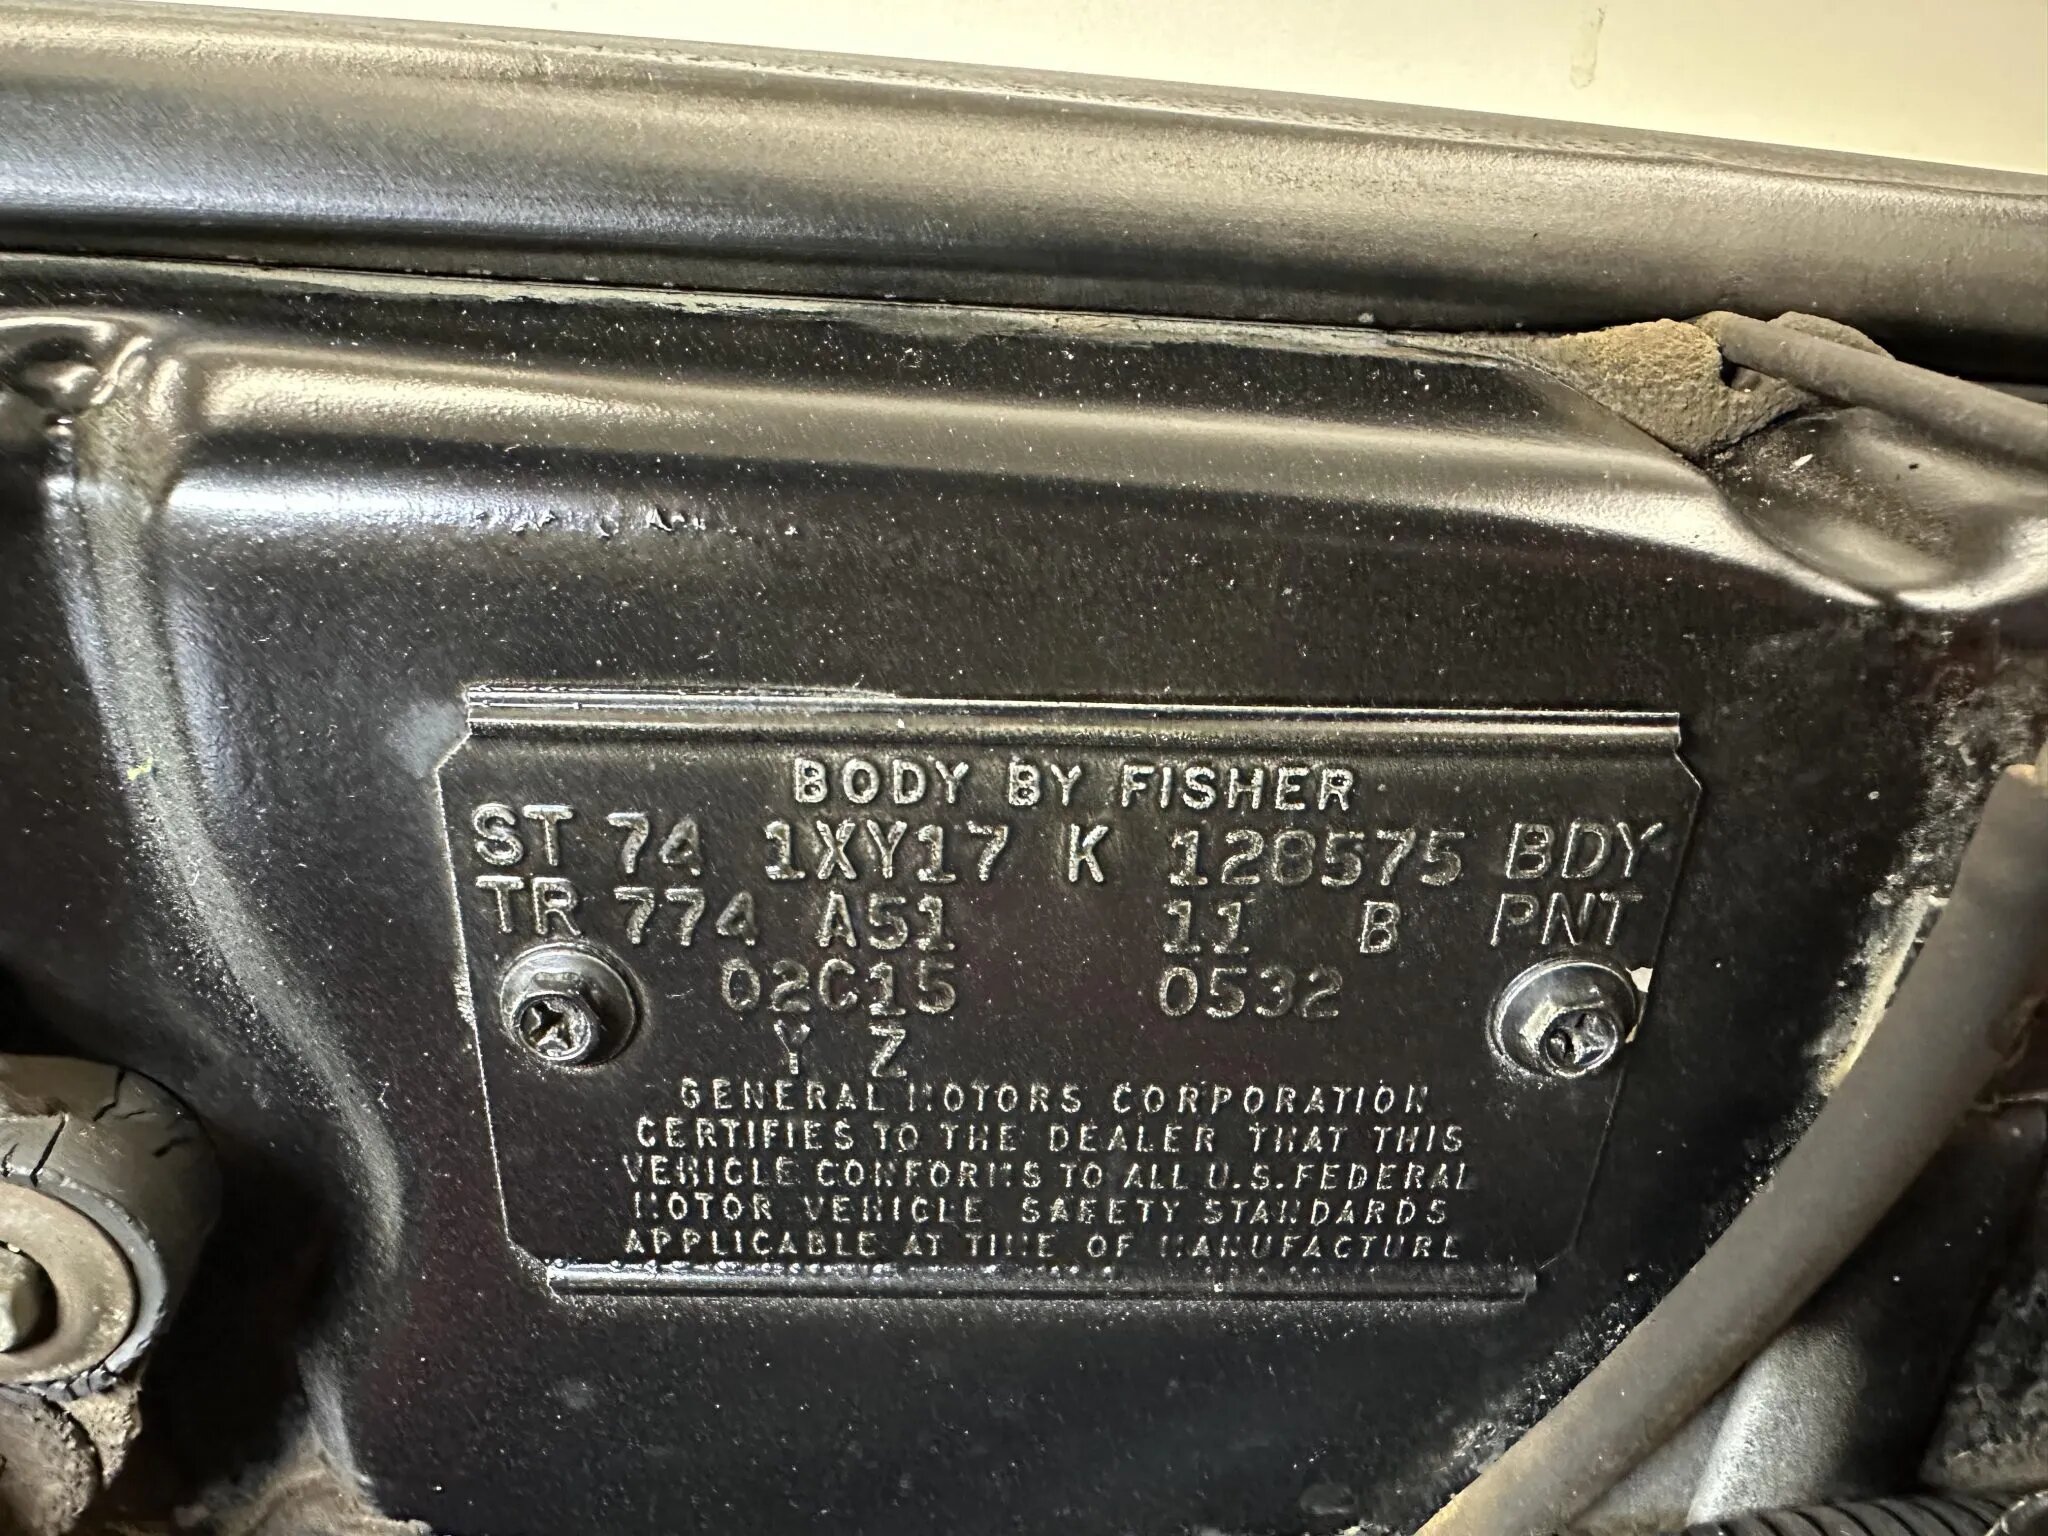 BODY BY FISHER
ST 74 1XY17 K 128575 BDY
TR 774 A51 11 B PNT
02C15 0532
Y Z
GENERAL MOTORS CORPORATION
CERTIFIES TO THE DEALER THAT THIS
VEHICLE CONFORMS TO ALL U.S. FEDERAL
MOTOR VEHICLE SAFETY STANDARDS
APPLICABLE AT TIME OF MANUFACTURE